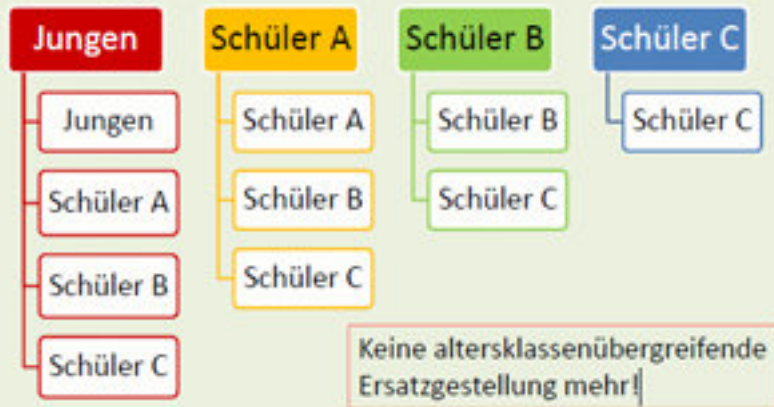 Jungen
Jungen
Schüler A
Schüler B
Schüler C
Schüler A
Schüler A
Schüler B
Schüler C
Schüler B
Schüler B
Schüler C
Schüler C
Schüler C
Keine altersklassenübergreifende
Ersatzgestellung mehr!